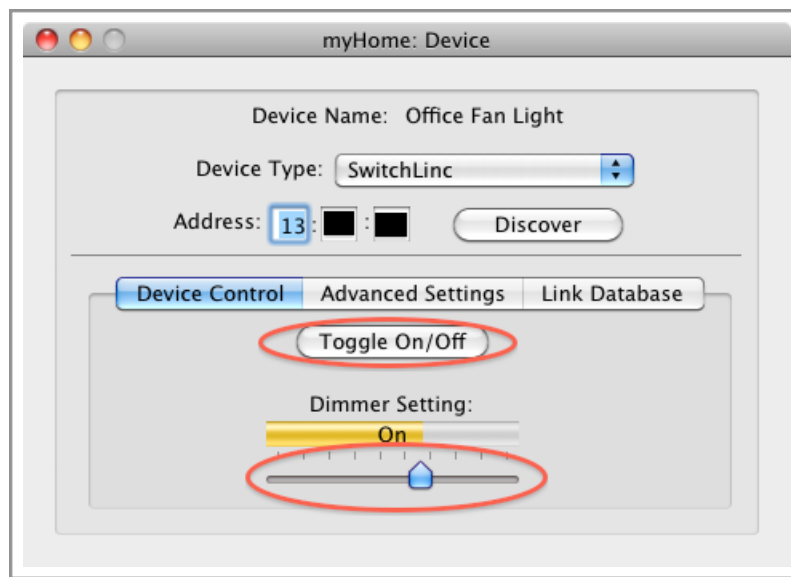 myHome: Device
Device Name: Office Fan Light
Device Type: SwitchLinc
Address: 13 : : Discover
Device Control Advanced Settings Link Database
Toggle On/Off
Dimmer Setting:
On